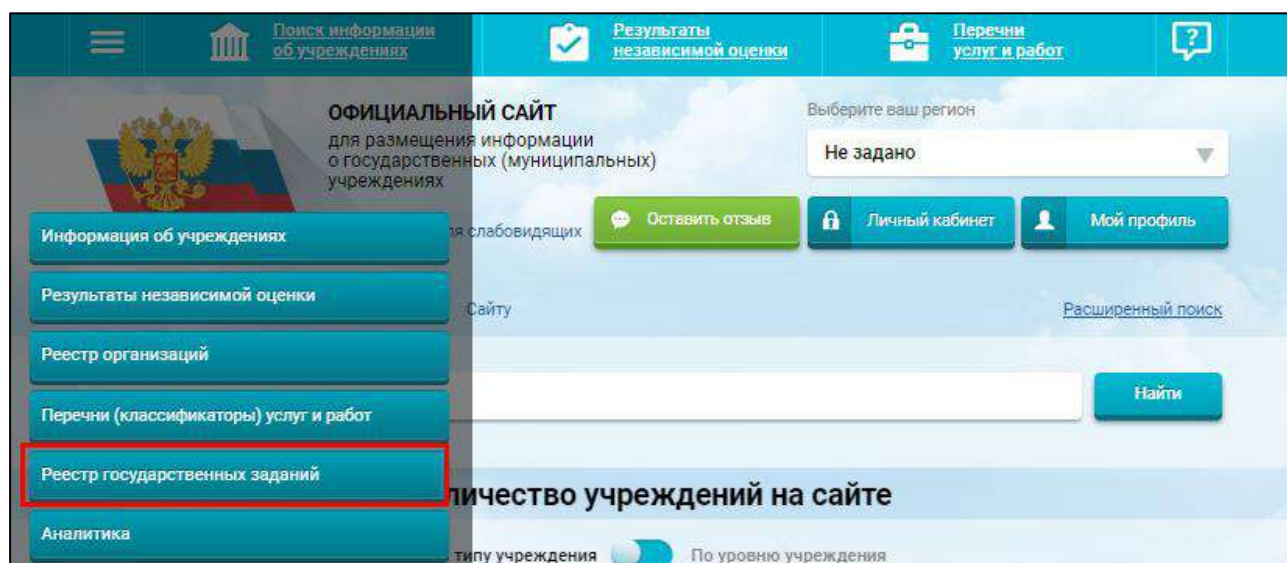 Поиск информации
об учреждениях
Результаты
независимой оценки
Перечни
услуг и работ
?
ОФИЦИАЛЬНЫЙ САЙТ
для размещения информации
о государственных (муниципальных)
учреждениях
Выберите ваш регион
Не задано
слабовидящих
Оставить отзыв
Личный кабинет
Мой профиль
Информация об учреждениях
Результаты независимой оценки
Сайту
Расширенный поиск
Реестр организаций
Найти
Перечни (классификаторы) услуг и работ
Реестр государственных заданий
личество учреждений на сайте
Аналитика
типу учреждения
По уровню учреждения